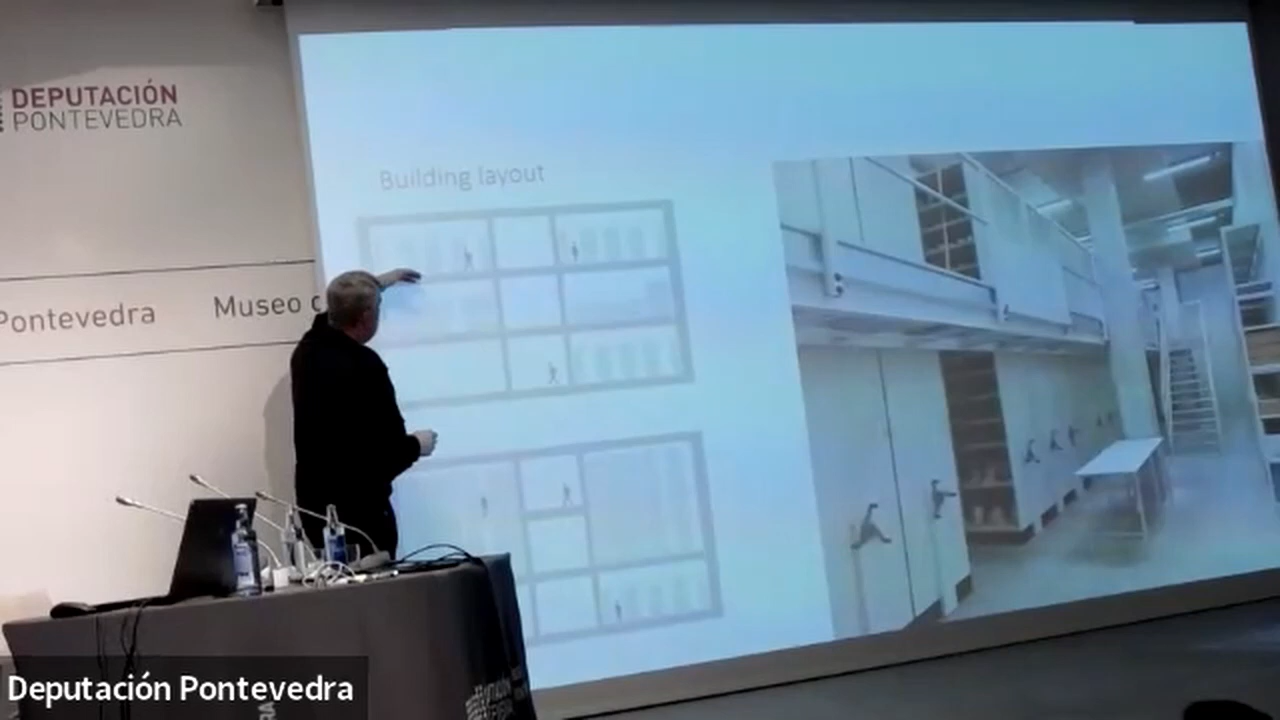 DEPUTACIÓN
PONTEVEDRA
Building layout
Pontevedra Museo
Deputación Pontevedra